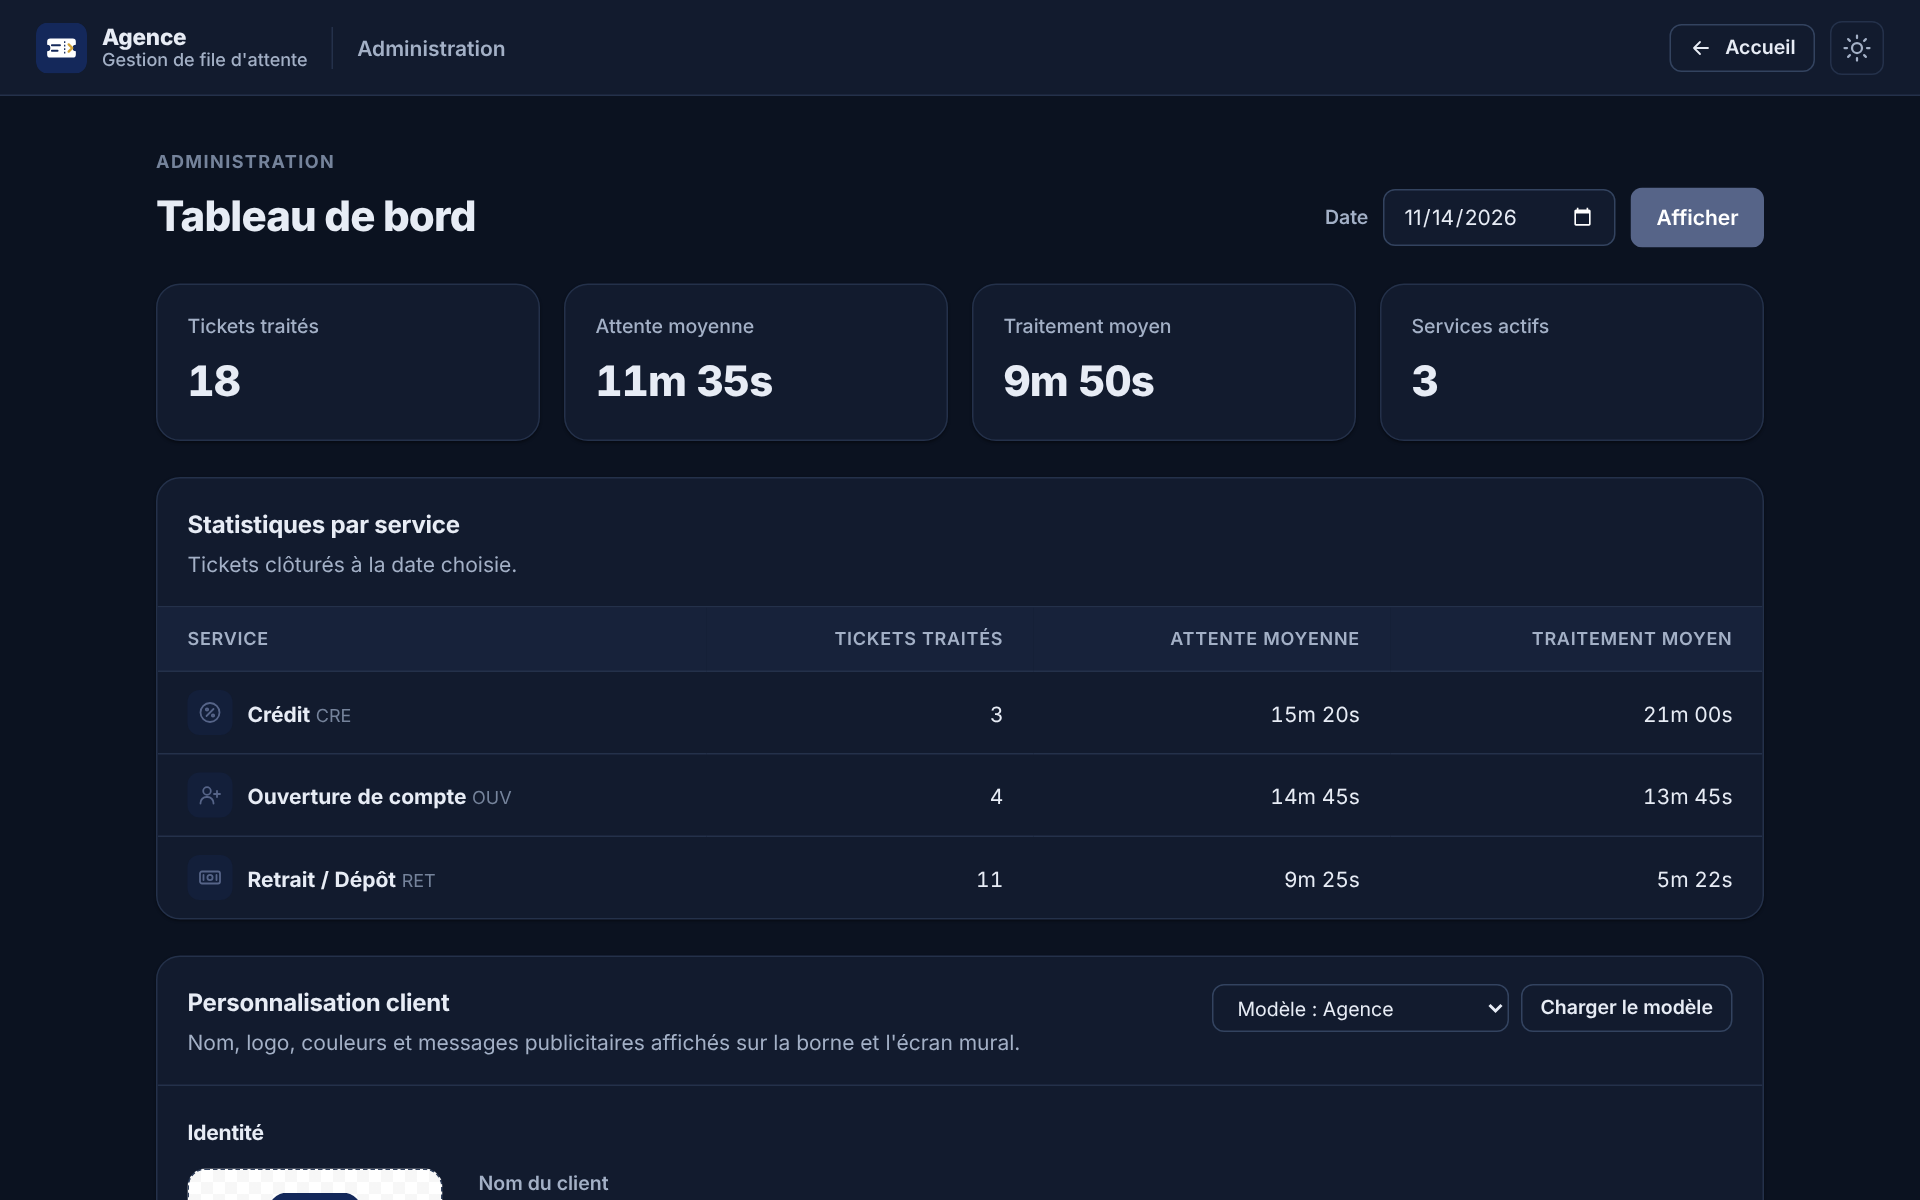 Agence
Gestion de file d'attente
Administration
Accueil
ADMINISTRATION
Tableau de bord
Date
11/14/2026
Afficher
Tickets traités
18
Attente moyenne
11m 35s
Traitement moyen
9m 50s
Services actifs
3
Statistiques par service
Tickets clôturés à la date choisie.
SERVICE TICKETS TRAITÉS ATTENTE MOYENNE TRAITEMENT MOYEN
Crédit CRE 3 15m 20s 21m 00s
Ouverture de compte OUV 4 14m 45s 13m 45s
Retrait / Dépôt RET 11 9m 25s 5m 22s
Personnalisation client
Nom, logo, couleurs et messages publicitaires affichés sur la borne et l'écran mural.
Modèle : Agence
Charger le modèle
Identité
Nom du client